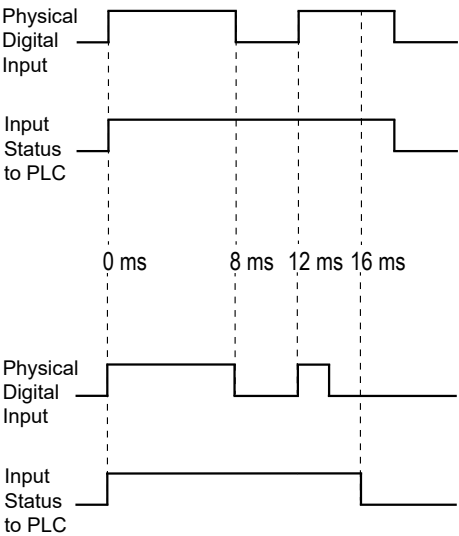 Physical
Digital
Input
Input
Status
to PLC
0 ms 8 ms 12 ms 16 ms
Physical
Digital
Input
Input
Status
to PLC